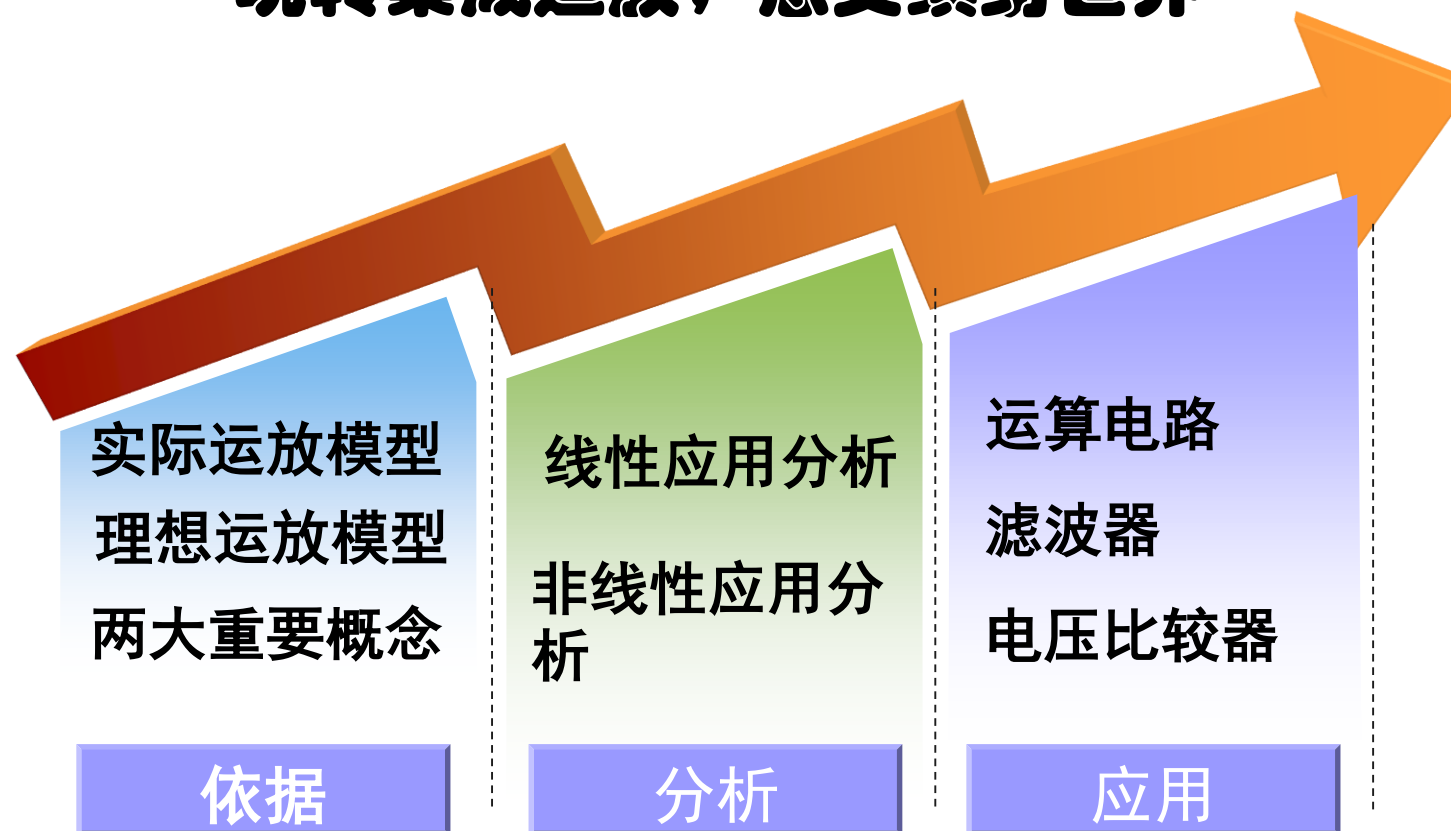 实际运放模型
理想运放模型
两大重要概念
依据
线性应用分析
非线性应用分
析
分析
运算电路
滤波器
电压比较器
应用